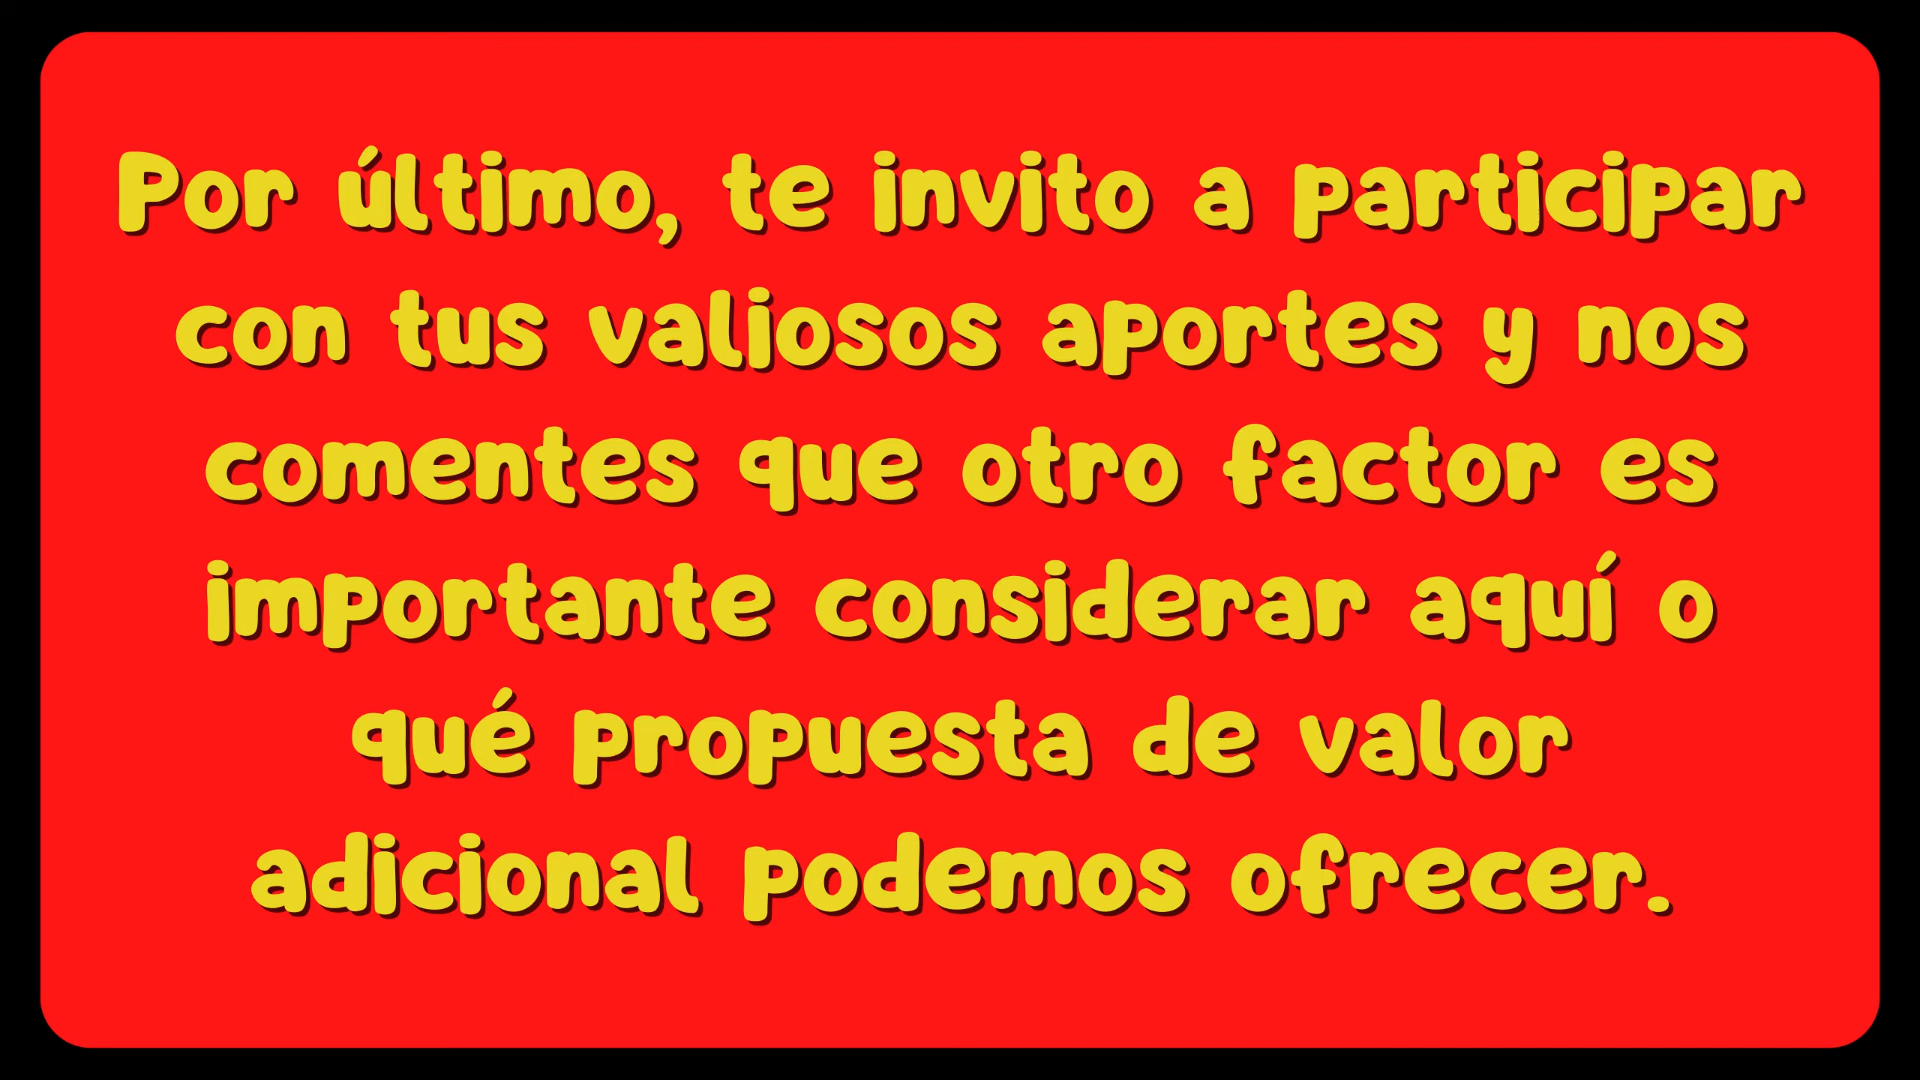 Por último, te invito a participar
con tus valiosos aportes y nos
comentes que otro factor es
importante considerar aquí o
qué propuesta de valor
adicional podemos ofrecer.